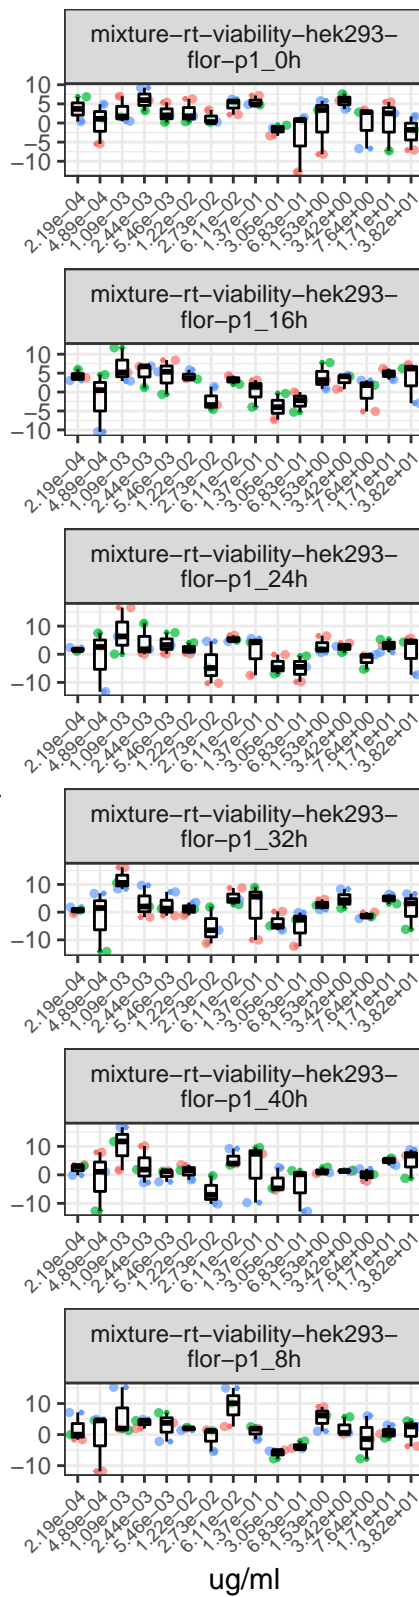 mixture−rt−viability−hek293−
flor−p1_0h
10
5
0
−5
−10
2.19e−04
4.89e−04
1.09e−03
2.44e−03
5.46e−03
1.22e−02
2.73e−02
6.11e−02
1.37e−01
3.05e−01
6.83e−01
1.53e+00
3.42e+00
7.64e+00
1.71e+01
3.82e+01
mixture−rt−viability−hek293−
flor−p1_16h
10
5
0
−5
−10
2.19e−04
4.89e−04
1.09e−03
2.44e−03
5.46e−03
1.22e−02
2.73e−02
6.11e−02
1.37e−01
3.05e−01
6.83e−01
1.53e+00
3.42e+00
7.64e+00
1.71e+01
3.82e+01
mixture−rt−viability−hek293−
flor−p1_24h
10
0
−10
2.19e−04
4.89e−04
1.09e−03
2.44e−03
5.46e−03
1.22e−02
2.73e−02
6.11e−02
1.37e−01
3.05e−01
6.83e−01
1.53e+00
3.42e+00
7.64e+00
1.71e+01
3.82e+01
mixture−rt−viability−hek293−
flor−p1_32h
10
0
−10
2.19e−04
4.89e−04
1.09e−03
2.44e−03
5.46e−03
1.22e−02
2.73e−02
6.11e−02
1.37e−01
3.05e−01
6.83e−01
1.53e+00
3.42e+00
7.64e+00
1.71e+01
3.82e+01
mixture−rt−viability−hek293−
flor−p1_40h
10
0
−10
2.19e−04
4.89e−04
1.09e−03
2.44e−03
5.46e−03
1.22e−02
2.73e−02
6.11e−02
1.37e−01
3.05e−01
6.83e−01
1.53e+00
3.42e+00
7.64e+00
1.71e+01
3.82e+01
mixture−rt−viability−hek293−
flor−p1_8h
10
0
−10
2.19e−04
4.89e−04
1.09e−03
2.44e−03
5.46e−03
1.22e−02
2.73e−02
6.11e−02
1.37e−01
3.05e−01
6.83e−01
1.53e+00
3.42e+00
7.64e+00
1.71e+01
3.82e+01
ug/ml